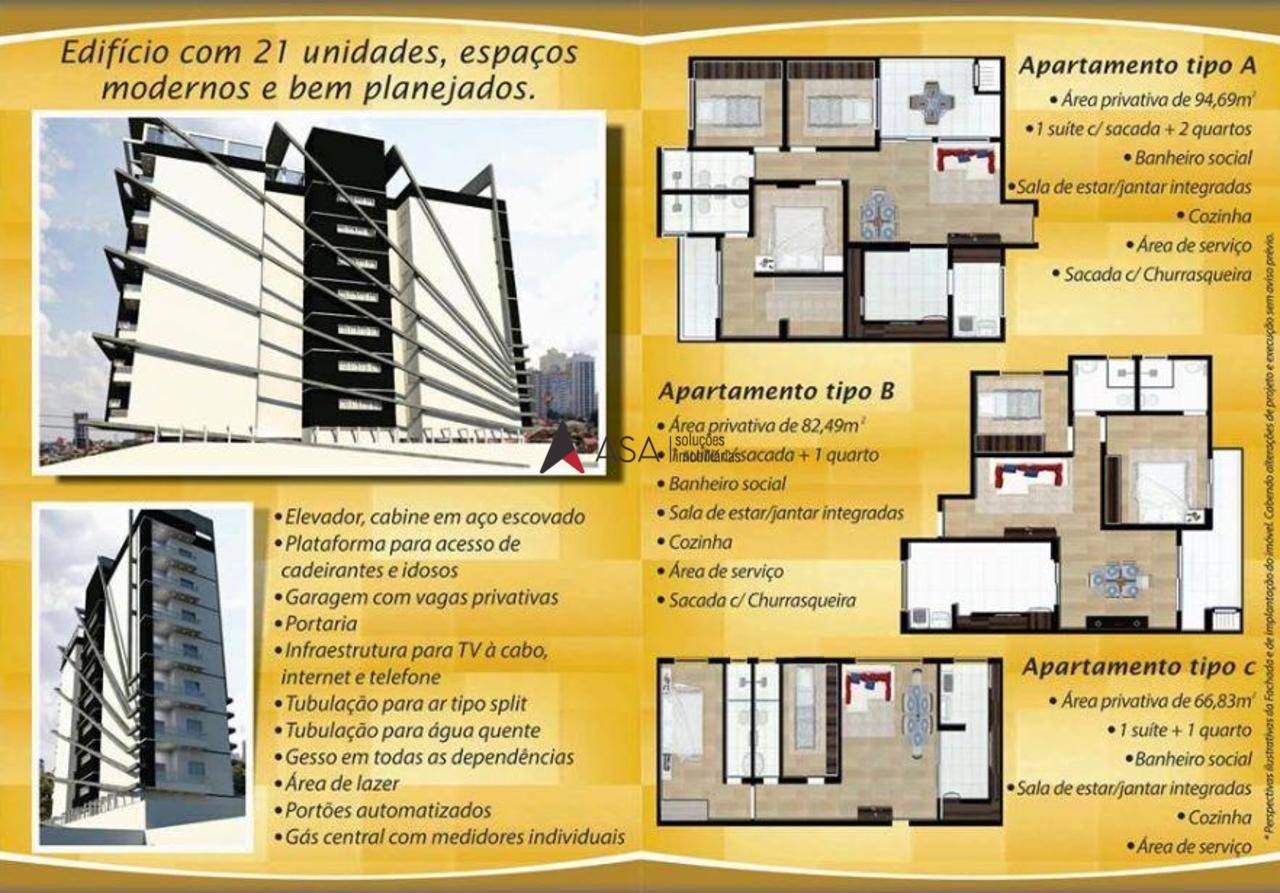 Edifício com 21 unidades, espaços
modernos e bem planejados.
• Elevador, cabine em aço escovado
• Plataforma para acesso de
cadeirantes e idosos
• Garagem com vagas privativas
• Portaria
• Infraestrutura para TV à cabo,
internet e telefone
• Tubulação para ar tipo split
• Tubulação para água quente
• Gesso em todas as dependências
• Área de lazer
• Portões automatizados
• Gás central com medidores individuais
Apartamento tipo A
• Área privativa de 94,69m²
• 1 suíte c/ sacada + 2 quartos
• Banheiro social
• Sala de estar/jantar integradas
• Cozinha
• Área de serviço
• Sacada c/ Churrasqueira
Apartamento tipo B
• Área privativa de 82,49m²
• 1 suíte c/sacada + 1 quarto
• Banheiro social
• Sala de estar/jantar integradas
• Cozinha
• Área de serviço
• Sacada c/ Churrasqueira
Apartamento tipo c
• Área privativa de 66,83m²
• 1 suíte + 1 quarto
• Banheiro social
• Sala de estar/jantar integradas
• Cozinha
• Área de serviço
* Perspectivas ilustrativas da Fachada e de implantação do imóvel. Cabendo alterações de projeto e execução sem aviso prévio.
ASA
soluções
imobiliárias